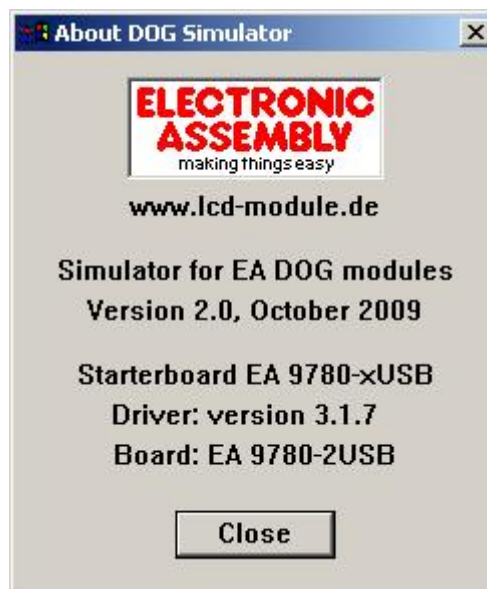 About DOG Simulator
ELECTRONIC
ASSEMBLY
making things easy
www.lcd-module.de
Simulator for EA DOG modules
Version 2.0, October 2009
Starterboard EA 9780-xUSB
Driver: version 3.1.7
Board: EA 9780-2USB
Close